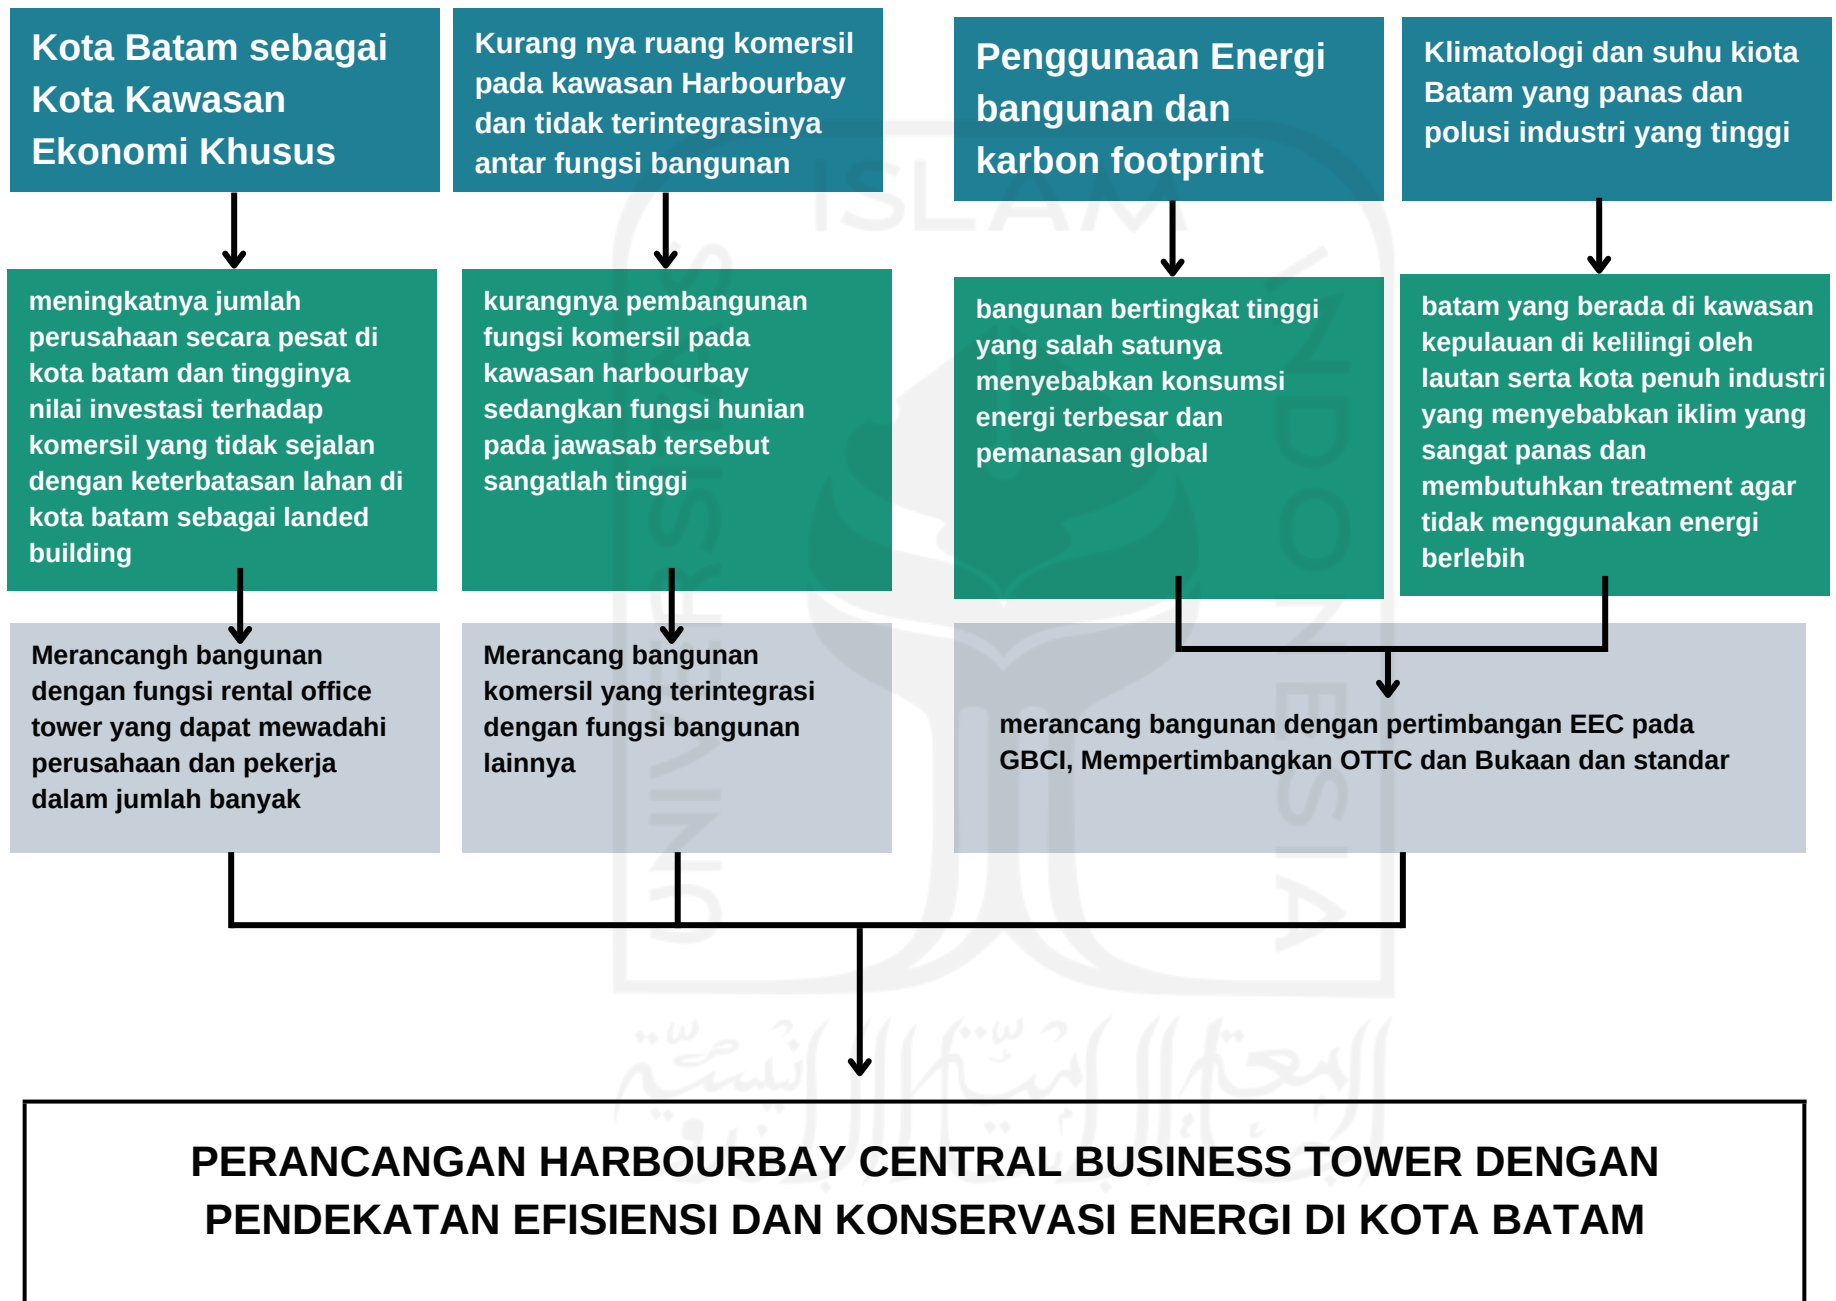 Kota Batam sebagai
Kota Kawasan
Ekonomi Khusus
Kurang nya ruang komersil
pada kawasan Harbourbay
dan tidak terintegrasinya
antar fungsi bangunan
Penggunaan Energi
bangunan dan
karbon footprint
Klimatologi dan suhu kiota
Batam yang panas dan
polusi industri yang tinggi
meningkatnya jumlah
perusahaan secara pesat di
kota batam dan tingginya
nilai investasi terhadap
komersil yang tidak sejalan
dengan keterbatasan lahan di
kota batam sebagai landed
building
kurangnya pembangunan
fungsi komersil pada
kawasan harbourbay
sedangkan fungsi hunian
pada jawasab tersebut
sangatlah tinggi
bangunan bertingkat tinggi
yang salah satunya
menyebabkan konsumsi
energi terbesar dan
pemanasan global
batam yang berada di kawasan
kepulauan di kelilingi oleh
lautan serta kota penuh industri
yang menyebabkan iklim yang
sangat panas dan
membutuhkan treatment agar
tidak menggunakan energi
berlebih
Merancangh bangunan
dengan fungsi rental office
tower yang dapat mewadahi
perusahaan dan pekerja
dalam jumlah banyak
Merancang bangunan
komersil yang terintegrasi
dengan fungsi bangunan
lainnya
merancang bangunan dengan pertimbangan EEC pada
GBCI, Mempertimbangkan OTTC dan Bukaan dan standar
PERANCANGAN HARBOURBAY CENTRAL BUSINESS TOWER DENGAN
PENDEKATAN EFISIENSI DAN KONSERVASI ENERGI DI KOTA BATAM
UNIVERSITAS
ISLAM
INDONESIA